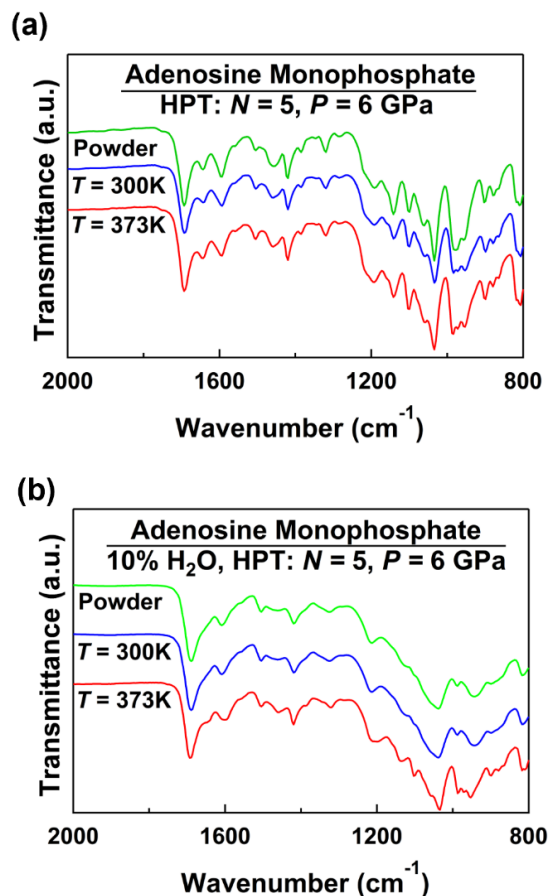 (a)
Adenosine Monophosphate
HPT: N = 5, P = 6 GPa
Powder
T = 300K
T = 373K
Transmittance (a.u.)
2000 1600 1200 800
Wavenumber (cm⁻¹)
(b)
Adenosine Monophosphate
10% H₂O, HPT: N = 5, P = 6 GPa
Powder
T = 300K
T = 373K
Transmittance (a.u.)
2000 1600 1200 800
Wavenumber (cm⁻¹)